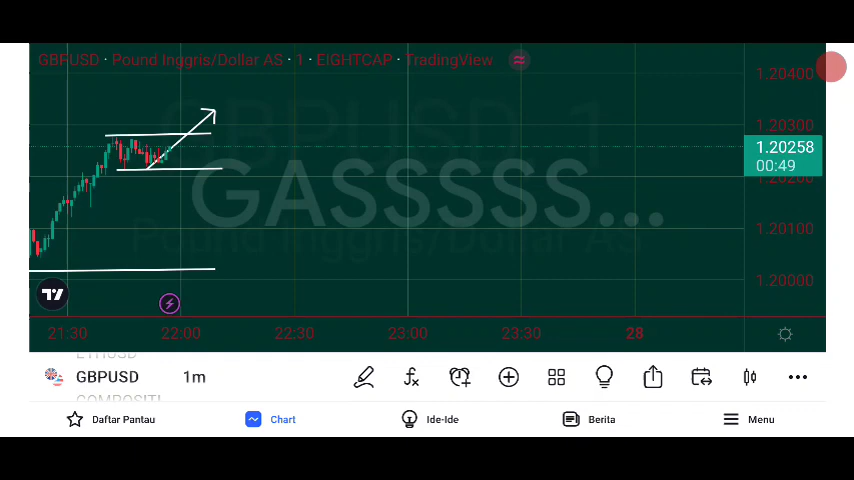 GBPUSD · Pound Inggris/Dollar AS · 1 · EIGHTCAP · TradingView
1.20400
1.20300
1.20258
00:49
1.20200
GASSSSS...
1.20100
Pound Inggris/Dollar AS
1.20000
21:30 22:00 22:30 23:00 23:30 28
ETHUSD
GBPUSD 1m
Daftar Pantau Chart Ide-Ide Berita Menu